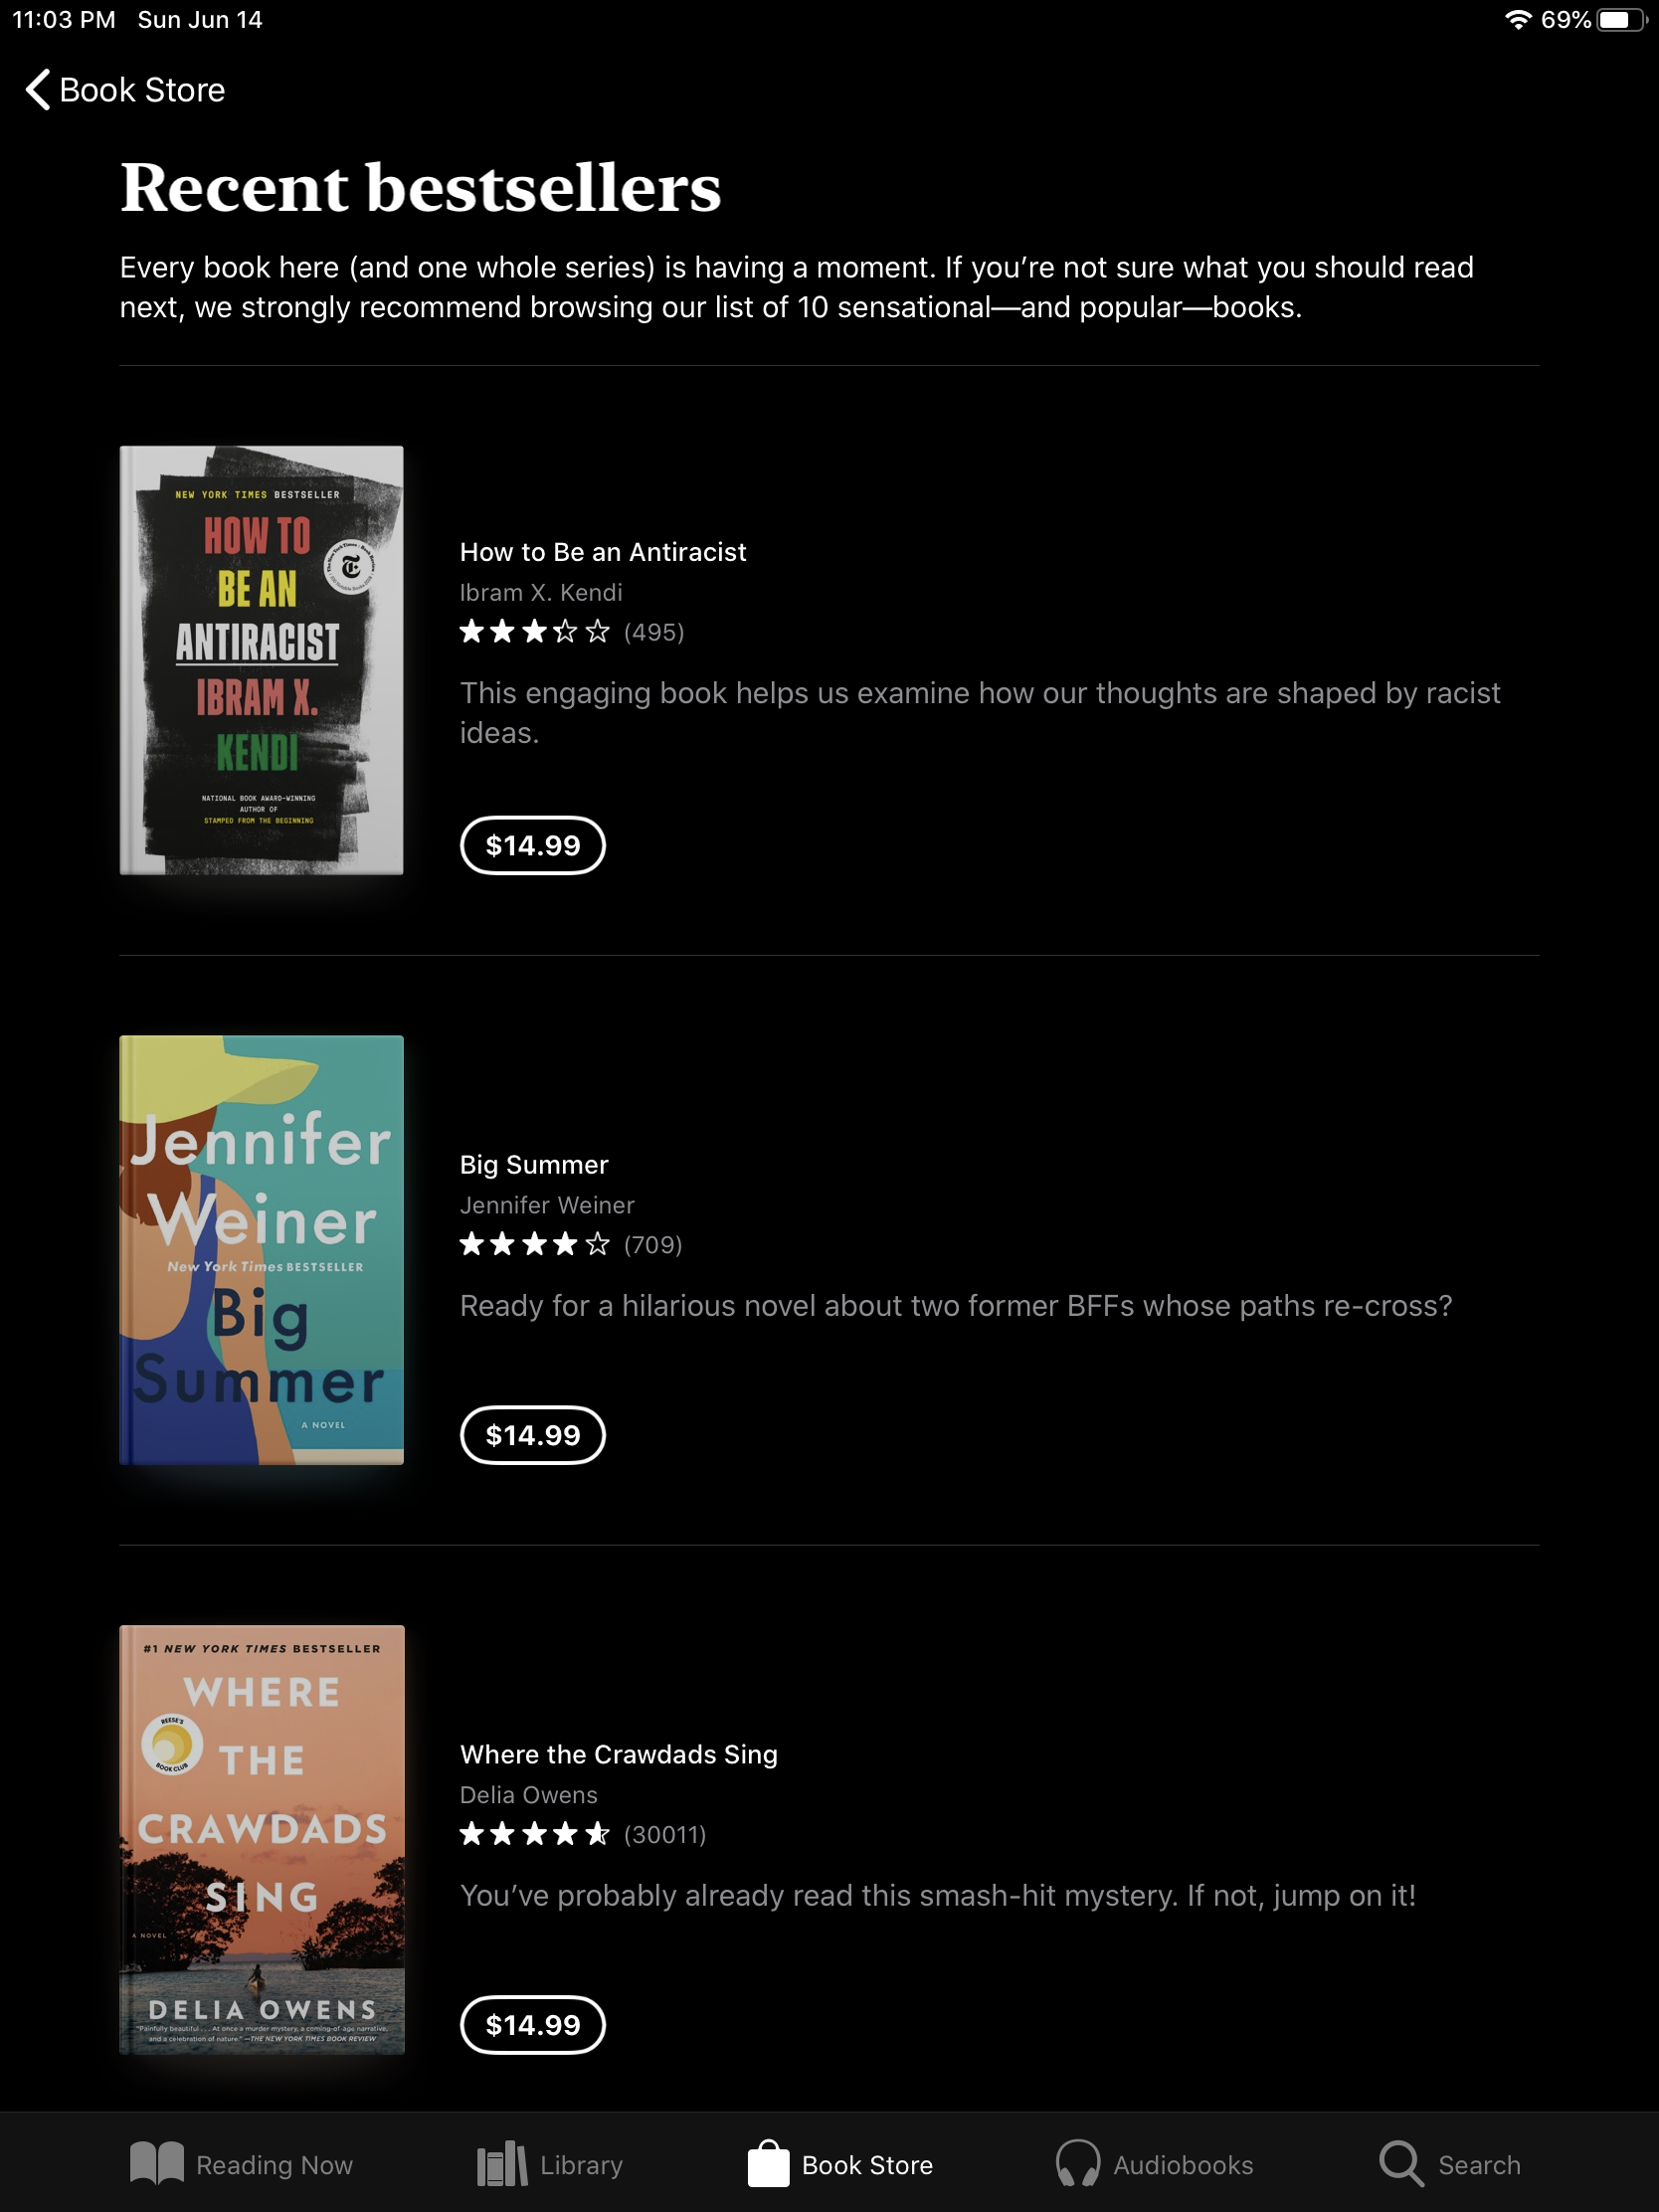 11:03 PM Sun Jun 14
69%
Book Store
Recent bestsellers
Every book here (and one whole series) is having a moment. If you’re not sure what you should read
next, we strongly recommend browsing our list of 10 sensational—and popular—books.
NEW YORK TIMES BESTSELLER
HOW TO
BE AN
ANTIRACIST
IBRAM X.
KENDI
NATIONAL BOOK AWARD-WINNING
AUTHOR OF
STAMPED FROM THE BEGINNING
How to Be an Antiracist
Ibram X. Kendi
(495)
This engaging book helps us examine how our thoughts are shaped by racist
ideas.
$14.99
Jennifer
Weiner
New York Times BESTSELLER
Big
Summer
A NOVEL
Big Summer
Jennifer Weiner
(709)
Ready for a hilarious novel about two former BFFs whose paths re-cross?
$14.99
#1 NEW YORK TIMES BESTSELLER
WHERE
REESE'S
BOOK CLUB
THE
CRAWDADS
SING
A NOVEL
DELIA OWENS
"Painfully beautiful . . . At once a murder mystery, a coming-of-age narrative,
and a celebration of nature." —THE NEW YORK TIMES BOOK REVIEW
Where the Crawdads Sing
Delia Owens
(30011)
You’ve probably already read this smash-hit mystery. If not, jump on it!
$14.99
Reading Now
Library
Book Store
Audiobooks
Search